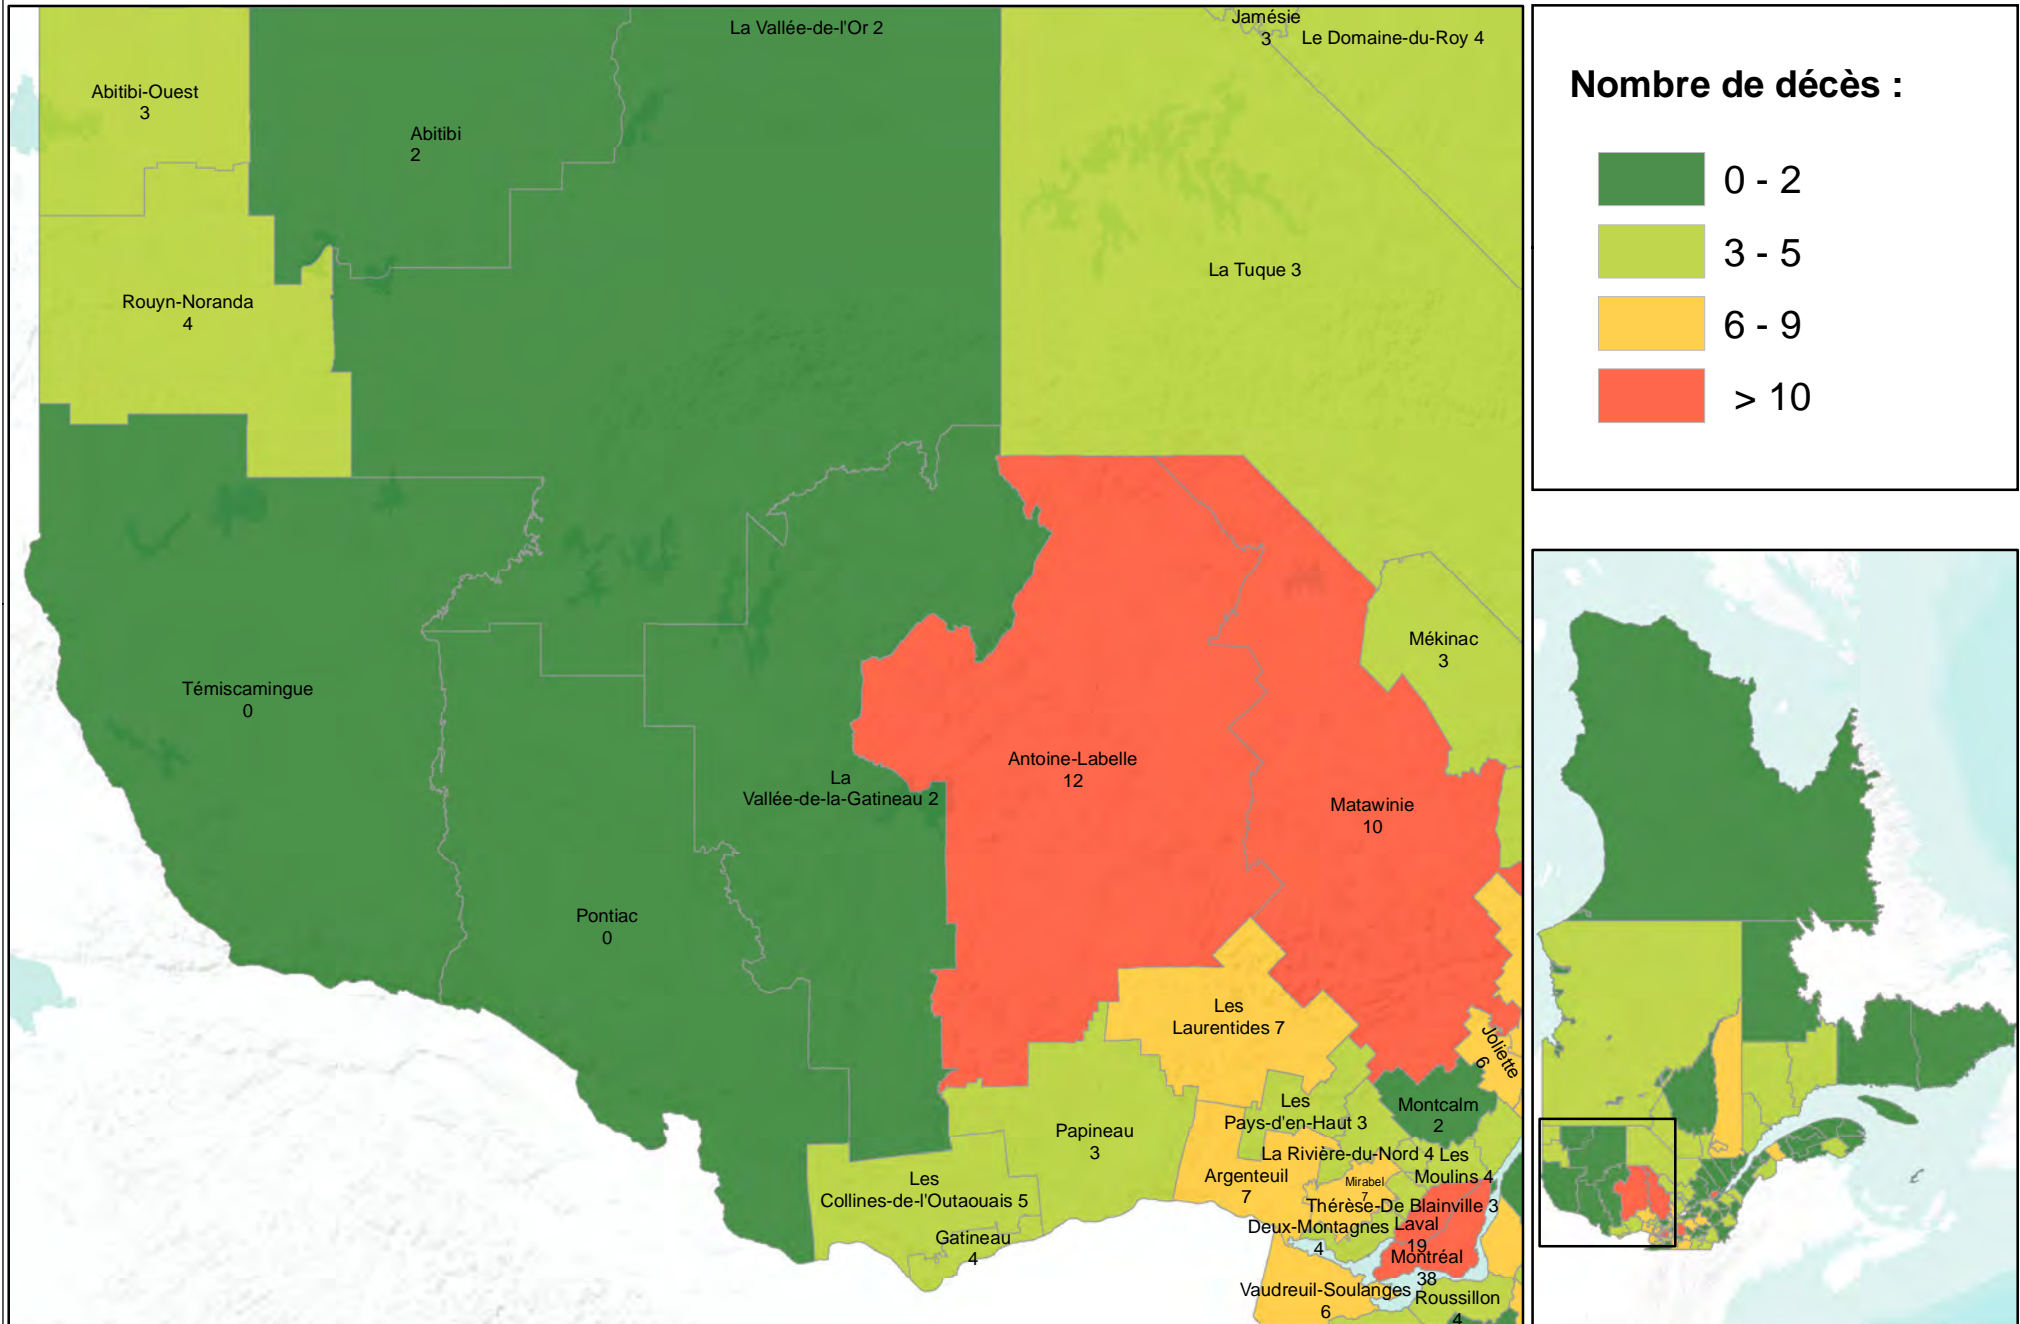 La Vallée-de-l'Or 2
Jamésie
3
Le Domaine-du-Roy 4
Abitibi-Ouest
3
Abitibi
2
La Tuque 3
Rouyn-Noranda
4
Mékinac
3
Témiscamingue
0
Antoine-Labelle
12
La
Vallée-de-la-Gatineau 2
Matawinie
10
Pontiac
0
Les
Laurentides 7
Joliette
6
Les
Pays-d'en-Haut 3
Montcalm
2
Papineau
3
La Rivière-du-Nord 4
Les
Moulins 4
Argenteuil
7
Mirabel
7
Les
Collines-de-l'Outaouais 5
Thérèse-De Blainville 3
Deux-Montagnes
4
Laval
19
Gatineau
4
Montréal
38
Vaudreuil-Soulanges
6
Roussillon
4
Nombre de décès :
0 - 2
3 - 5
6 - 9
> 10